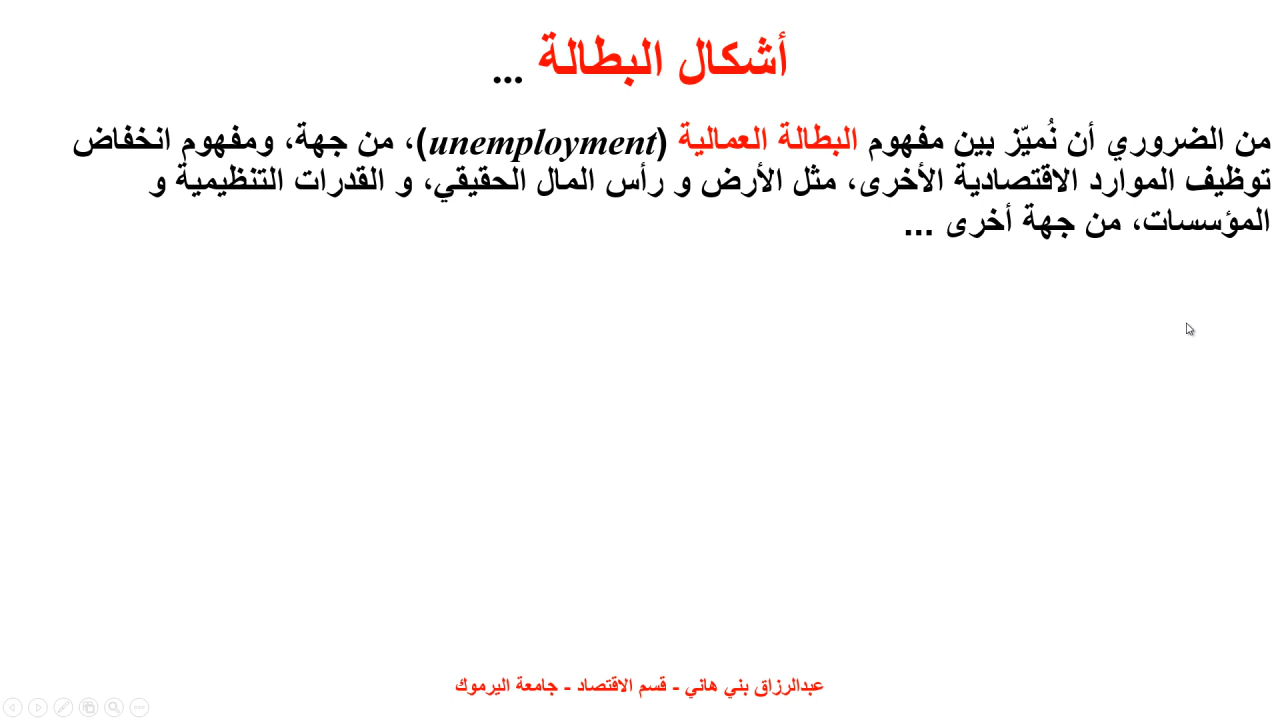 أشكال البطالة ...
من الضروري أن نُميّز بين مفهوم البطالة العمالية (unemployment)، من جهة، ومفهوم انخفاض
توظيف الموارد الاقتصادية الأخرى، مثل الأرض و رأس المال الحقيقي، و القدرات التنظيمية و
المؤسسات، من جهة أخرى ...
عبدالرزاق بني هاني - قسم الاقتصاد - جامعة اليرموك